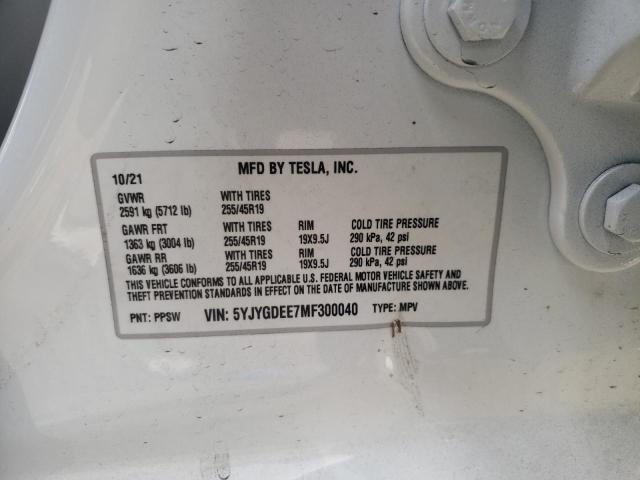 MFD BY TESLA, INC.
10/21
GVWR WITH TIRES
2591 kg (5712 lb) 255/45R19
GAWR FRT WITH TIRES RIM COLD TIRE PRESSURE
1363 kg (3004 lb) 255/45R19 19X9.5J 290 kPa, 42 psi
GAWR RR WITH TIRES RIM COLD TIRE PRESSURE
1636 kg (3606 lb) 255/45R19 19X9.5J 290 kPa, 42 psi
THIS VEHICLE CONFORMS TO ALL APPLICABLE U.S. FEDERAL MOTOR VEHICLE SAFETY AND
THEFT PREVENTION STANDARDS IN EFFECT ON THE DATE OF MANUFACTURE SHOWN ABOVE.
PNT: PPSW VIN: 5YJYGDEE7MF300040 TYPE: MPV